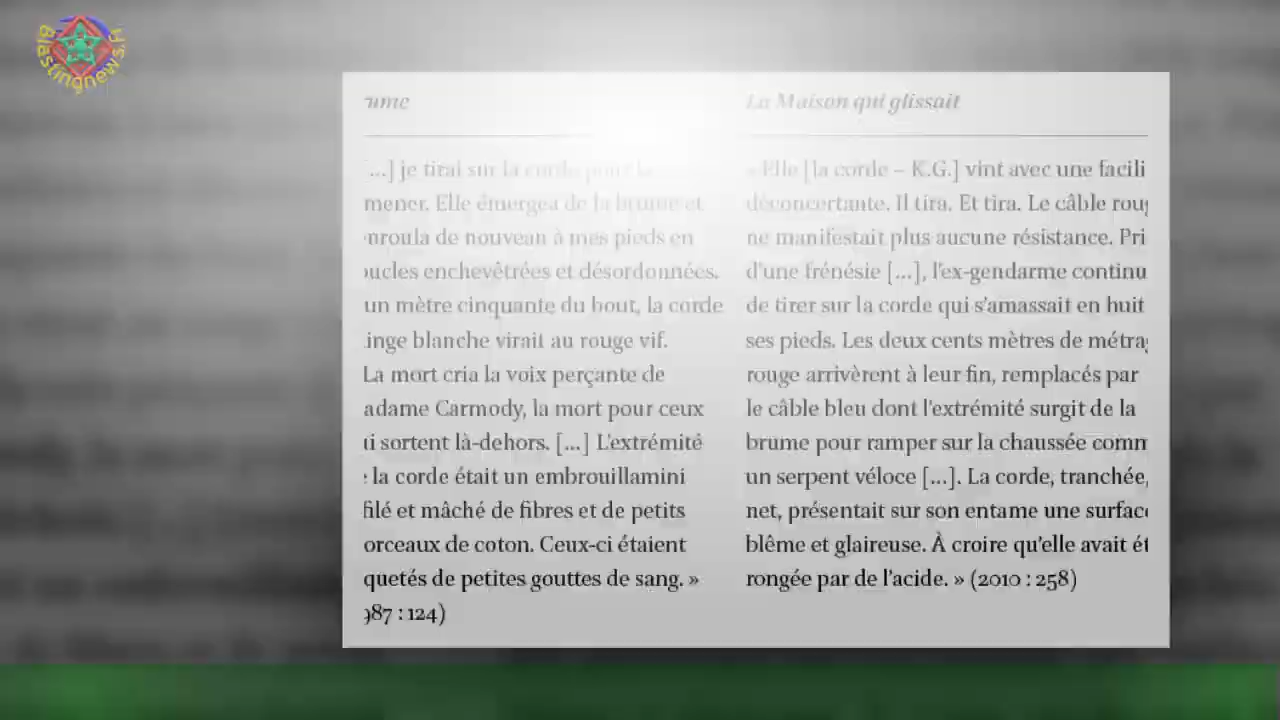 Blastingnews.fr
ume
La Maison qui glissait
...] je tirai sur la corde pour la
mener. Elle émergea de la brume et
nroula de nouveau à mes pieds en
oucles enchevêtrées et désordonnées.
un mètre cinquante du bout, la corde
inge blanche virait au rouge vif.
La mort cria la voix perçante de
adame Carmody, la mort pour ceux
ui sortent là-dehors. [...] L'extrémité
e la corde était un embrouillamini
filé et mâché de fibres et de petits
orceaux de coton. Ceux-ci étaient
quetés de petites gouttes de sang. »
987 : 124)
« Elle [la corde – K.G.] vint avec une facili
déconcertante. Il tira. Et tira. Le câble roug
ne manifestait plus aucune résistance. Pri
d'une frénésie [...], l'ex-gendarme continu
de tirer sur la corde qui s'amassait en huit
ses pieds. Les deux cents mètres de métrag
rouge arrivèrent à leur fin, remplacés par
le câble bleu dont l'extrémité surgit de la
brume pour ramper sur la chaussée comm
un serpent véloce [...]. La corde, tranchée,
net, présentait sur son entame une surface
blême et glaireuse. À croire qu'elle avait ét
rongée par de l'acide. » (2010 : 258)